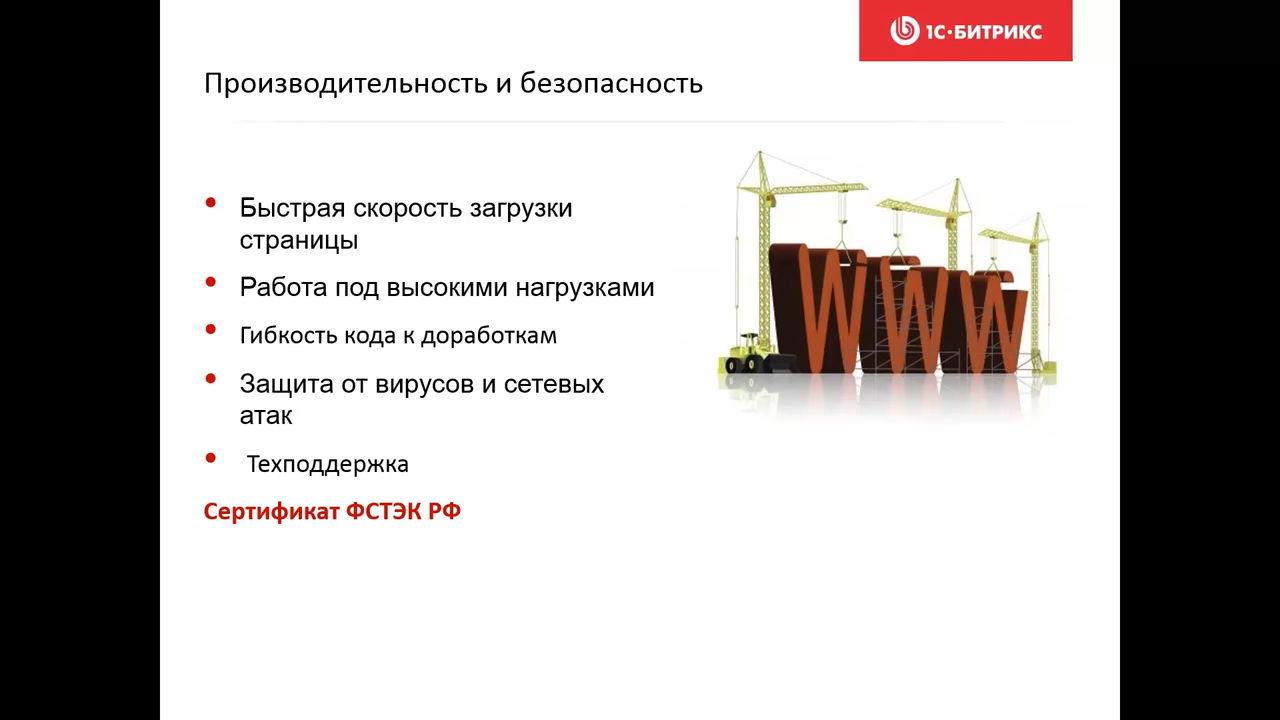 1С·БИТРИКС
Производительность и безопасность
• Быстрая скорость загрузки
страницы
• Работа под высокими нагрузками
• Гибкость кода к доработкам
• Защита от вирусов и сетевых
атак
• Техподдержка
Сертификат ФСТЭК РФ
WWW